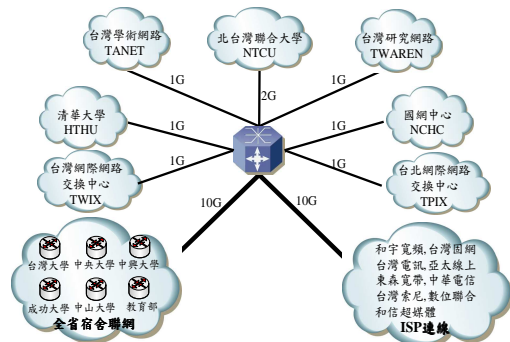 台灣學術網路
TANET
北台灣聯合大學
NTCU
台灣研究網路
TWAREN
1G
2G
1G
清華大學
HTHU
1G
1G
國網中心
NCHC
台灣網際網路
交換中心
TWIX
1G
1G
台北網際網路
交換中心
TPIX
10G
10G
台灣大學
中央大學
中興大學
成功大學
中山大學
教育部
全省宿舍聯網
和宇寬頻,台灣固網
台灣電訊,亞太線上
東森寬帶,中華電信
台灣索尼,數位聯合
和信超媒體
ISP連線